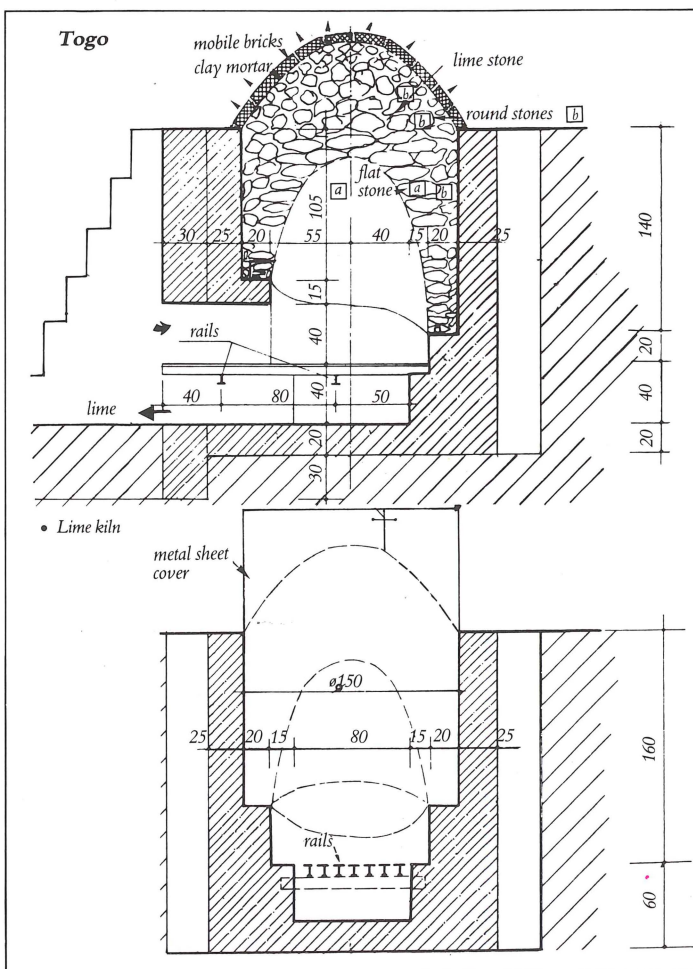 Togo
mobile bricks
clay mortar
lime stone
b
b
round stones b
flat
a stone a b
105
30 25 20 55 40 15 20 25
140
15
40
20
rails
40
40
40 80 50
lime
20
20
30
• Lime kiln
metal sheet
cover
ø150
25 20 15 80 15 20 25
160
rails
60